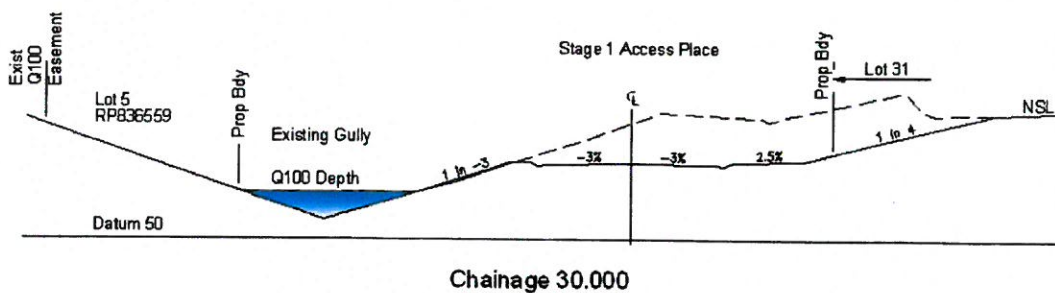 Exist
Q100
Easement
Lot 5
RP836559
Prop Bdy
Existing Gully
Q100 Depth
Datum 50
1 in -3
Stage 1 Access Place
℄
-3%
-3%
2.5%
Prop Bdy
Lot 31
1 in 4
NSL
Chainage 30.000